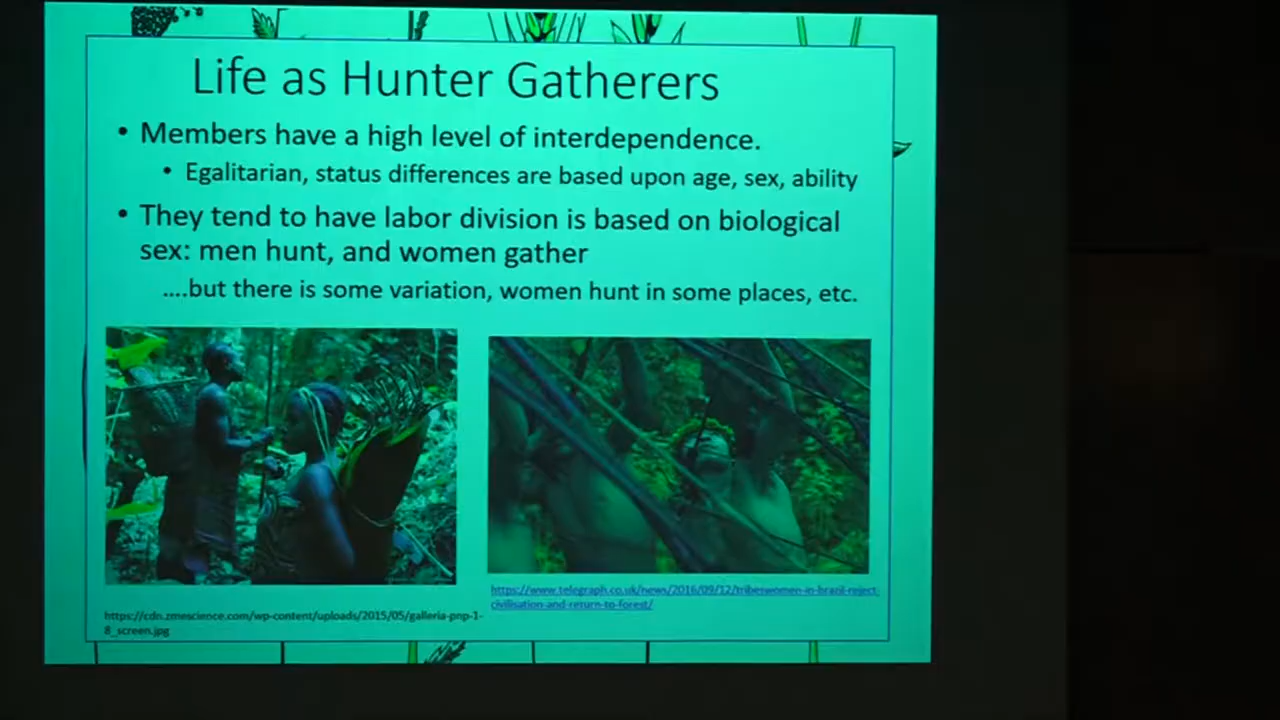 Life as Hunter Gatherers
• Members have a high level of interdependence.
• Egalitarian, status differences are based upon age, sex, ability
• They tend to have labor division is based on biological
sex: men hunt, and women gather
....but there is some variation, women hunt in some places, etc.
https://www.telegraph.co.uk/news/2016/09/12/tribeswomen-in-brazil-reject-
civilisation-and-return-to-forest/
https://cdn.zmescience.com/wp-content/uploads/2015/05/galleria-pnp-1-
8_screen.jpg